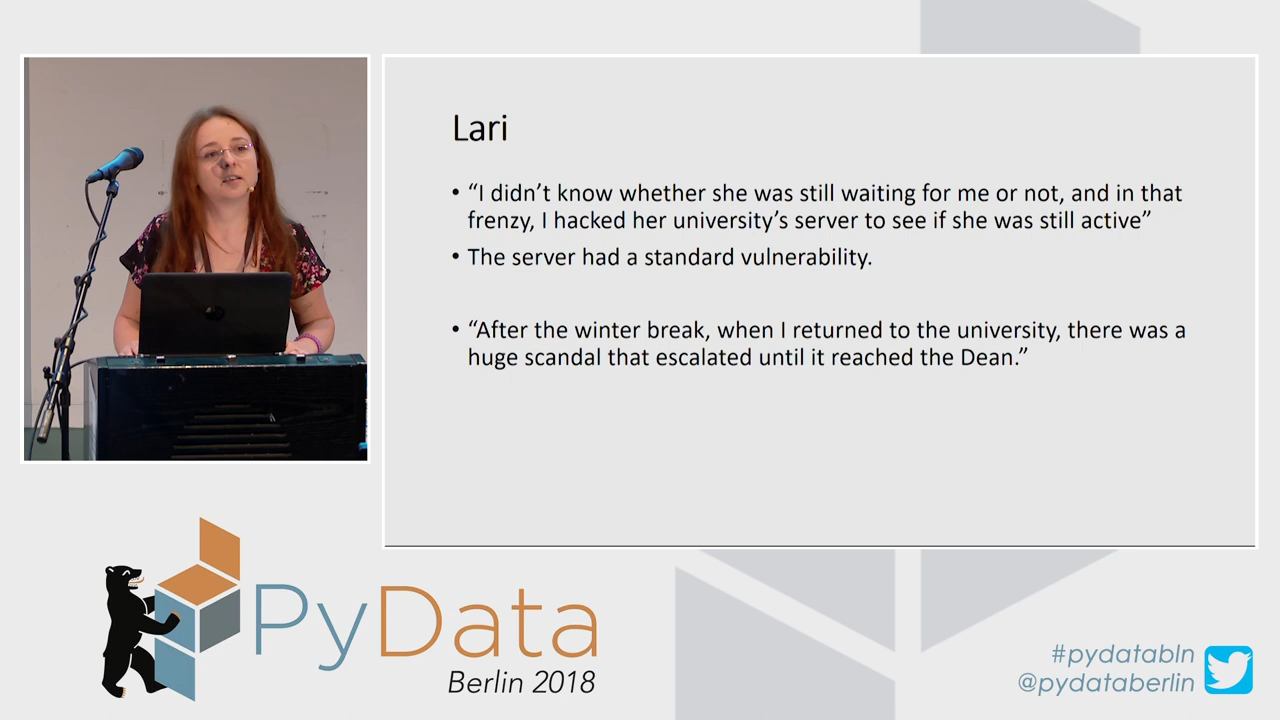 Lari
• “I didn’t know whether she was still waiting for me or not, and in that
frenzy, I hacked her university’s server to see if she was still active”
• The server had a standard vulnerability.
• “After the winter break, when I returned to the university, there was a
huge scandal that escalated until it reached the Dean.”
PyData
Berlin 2018
#pydatabln
@pydataberlin